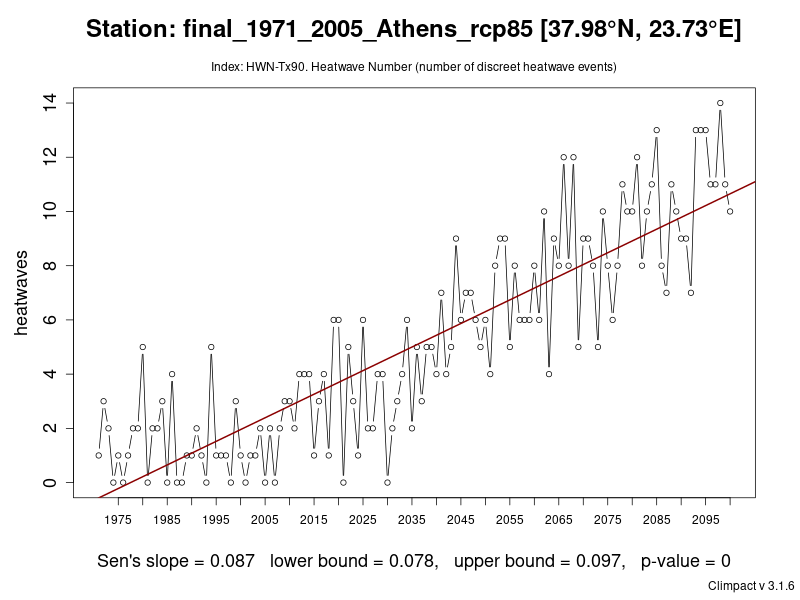 Station: final_1971_2005_Athens_rcp85 [37.98°N, 23.73°E]
Index: HWN-Tx90. Heatwave Number (number of discreet heatwave events)
heatwaves
14
12
10
8
6
4
2
0
1975 1985 1995 2005 2015 2025 2035 2045 2055 2065 2075 2085 2095
Sen's slope = 0.087 lower bound = 0.078, upper bound = 0.097, p-value = 0
Climpact v 3.1.6